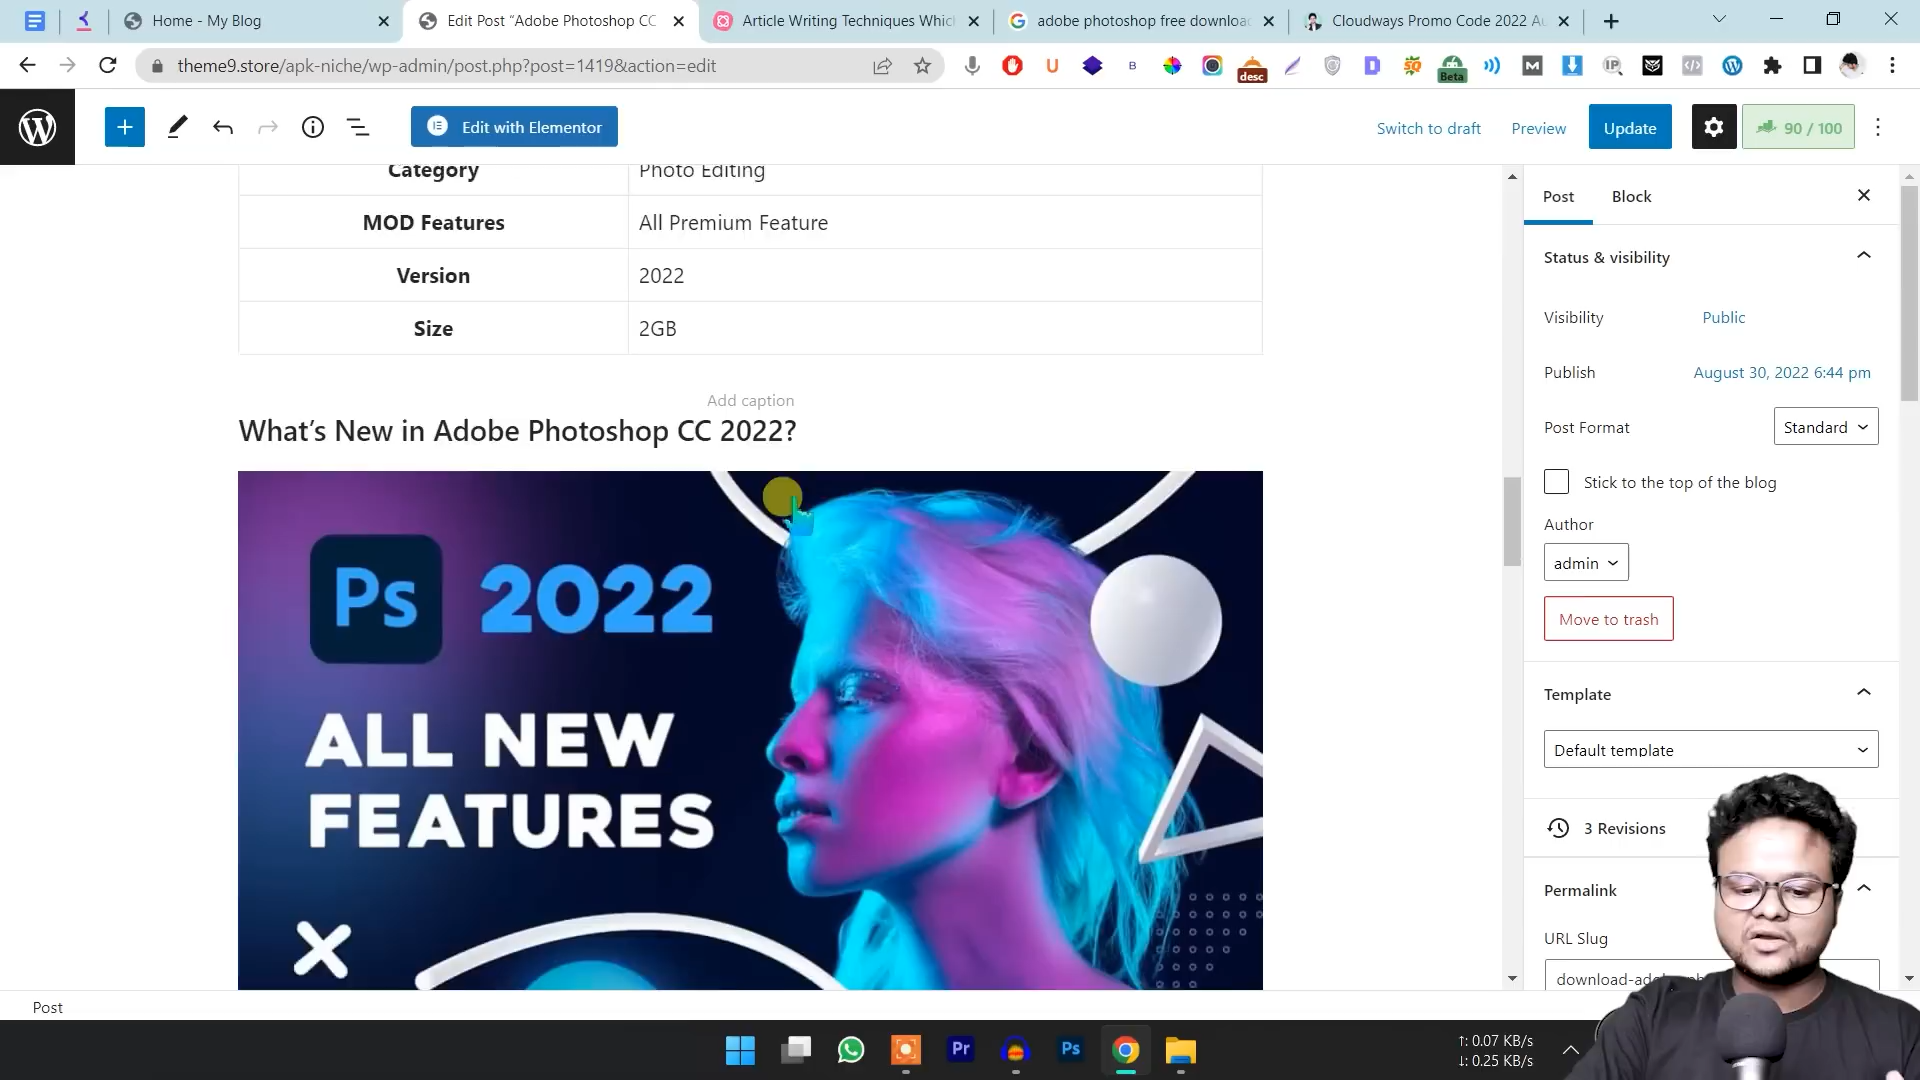 Home - My Blog
Edit Post “Adobe Photoshop CC
Article Writing Techniques Whic
adobe photoshop free downloa
Cloudways Promo Code 2022 Au
theme9.store/apk-niche/wp-admin/post.php?post=1419&action=edit
desc
Beta
Edit with Elementor
Switch to draft
Preview
Update
90 / 100
Category
Photo Editing
MOD Features
All Premium Feature
Version
2022
Size
2GB
Add caption
What’s New in Adobe Photoshop CC 2022?
Ps 2022
ALL NEW
FEATURES
Post
Block
Status & visibility
Visibility
Public
Publish
August 30, 2022 6:44 pm
Post Format
Standard
Stick to the top of the blog
Author
admin
Move to trash
Template
Default template
3 Revisions
Permalink
URL Slug
Post
Pr
Ps
↑: 0.07 KB/s
↓: 0.25 KB/s